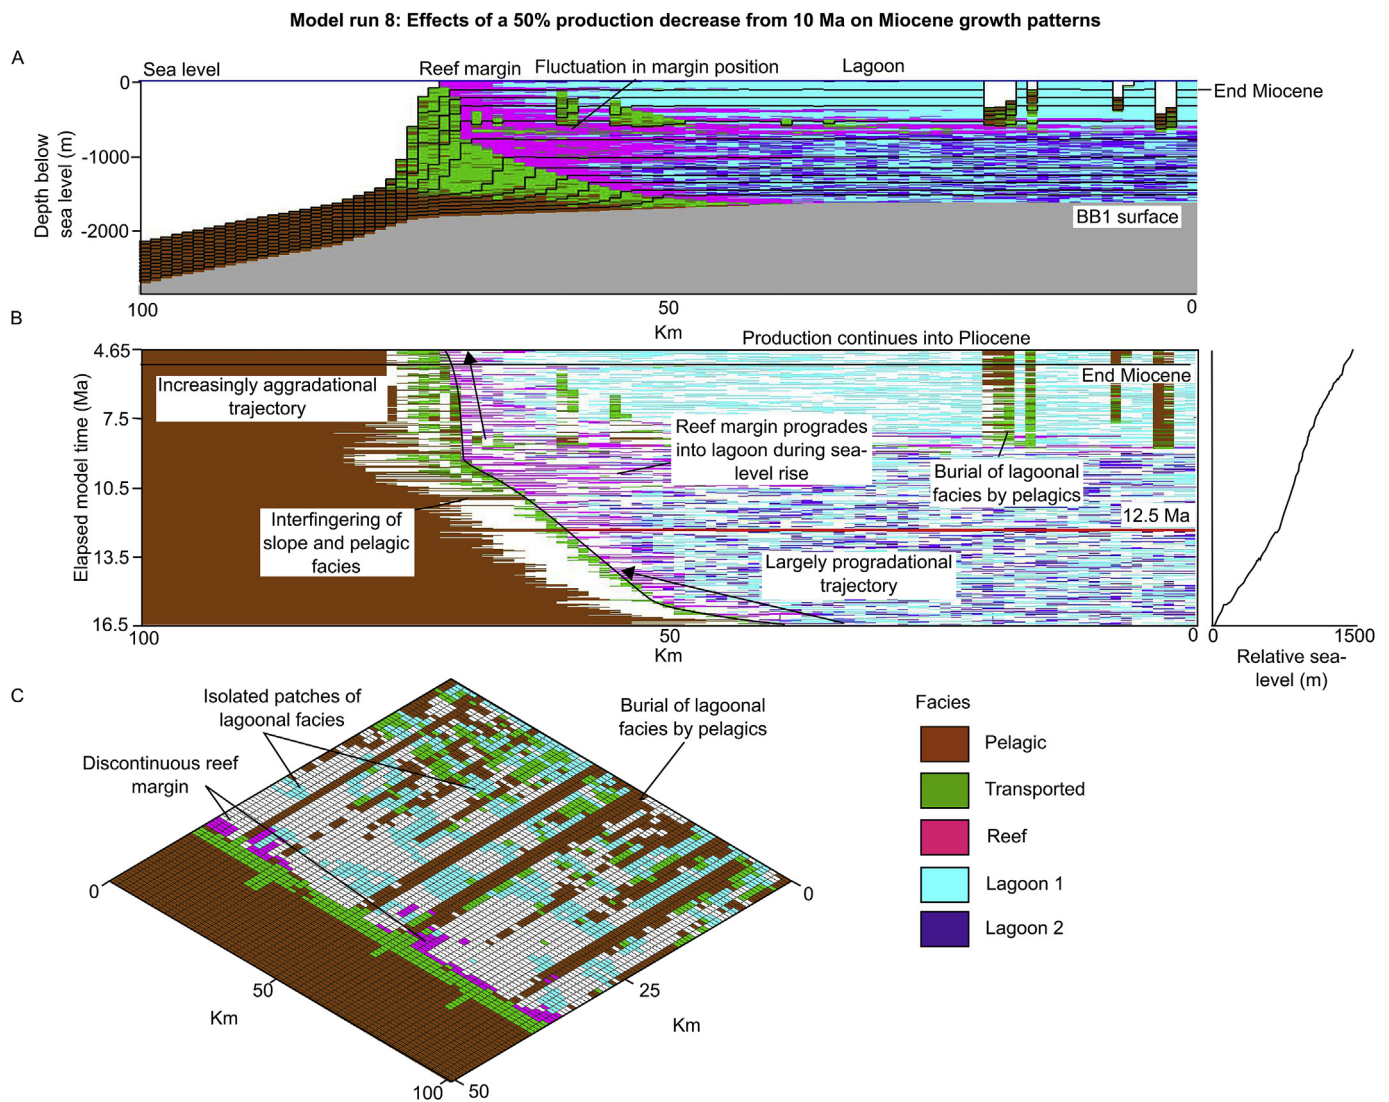 Model run 8: Effects of a 50% production decrease from 10 Ma on Miocene growth patterns
A
Sea level
Reef margin
Fluctuation in margin position
Lagoon
End Miocene
0
-1000
-2000
Depth below
sea level (m)
BB1 surface
100
50
0
Km
B
Production continues into Pliocene
4.65
7.5
10.5
13.5
16.5
Elapsed model time (Ma)
Increasingly aggradational
trajectory
End Miocene
Reef margin progrades
into lagoon during sea-
level rise
Burial of lagoonal
facies by pelagics
Interfingering of
slope and pelagic
facies
12.5 Ma
Largely progradational
trajectory
100
50
0
Km
0
1500
Relative sea-
level (m)
C
Isolated patches of
lagoonal facies
Burial of lagoonal
facies by pelagics
Discontinuous reef
margin
0
50
Km
100
50
25
Km
0
Facies
Pelagic
Transported
Reef
Lagoon 1
Lagoon 2